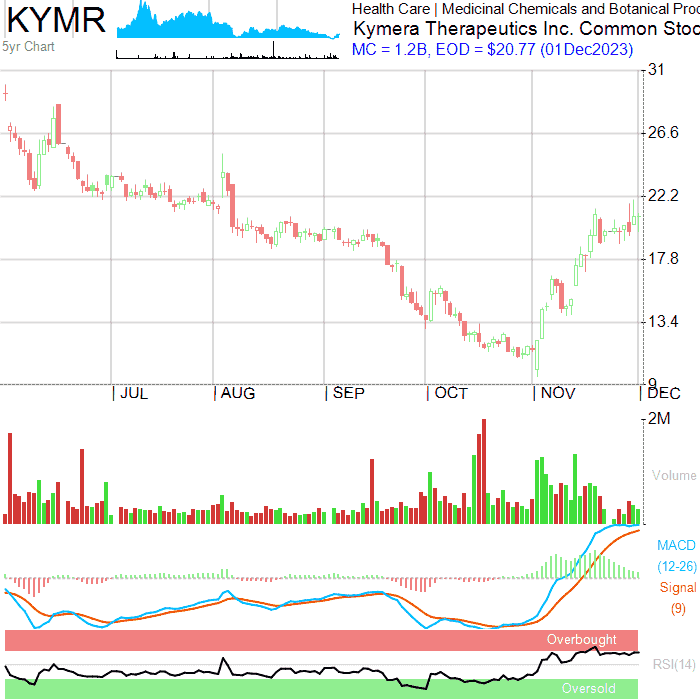 KYMR
5yr Chart
Health Care | Medicinal Chemicals and Botanical Proc
Kymera Therapeutics Inc. Common Stoc
MC = 1.2B, EOD = $20.77 (01Dec2023)
31
26.6
22.2
17.8
13.4
9
JUL
AUG
SEP
OCT
NOV
DEC
2M
Volume
MACD
(12-26)
Signal
(9)
Overbought
RSI(14)
Oversold